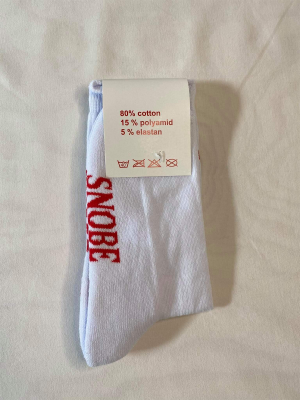 80% cotton
15 % polyamid
5 % elastan
SNOBE